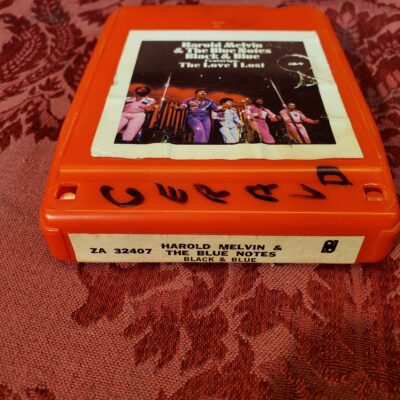 Harold Melvin
& The Blue Notes
Black & Blue
Featuring
The Love I Lost
HAROLD MELVIN &
ZA 32407 THE BLUE NOTES
BLACK & BLUE